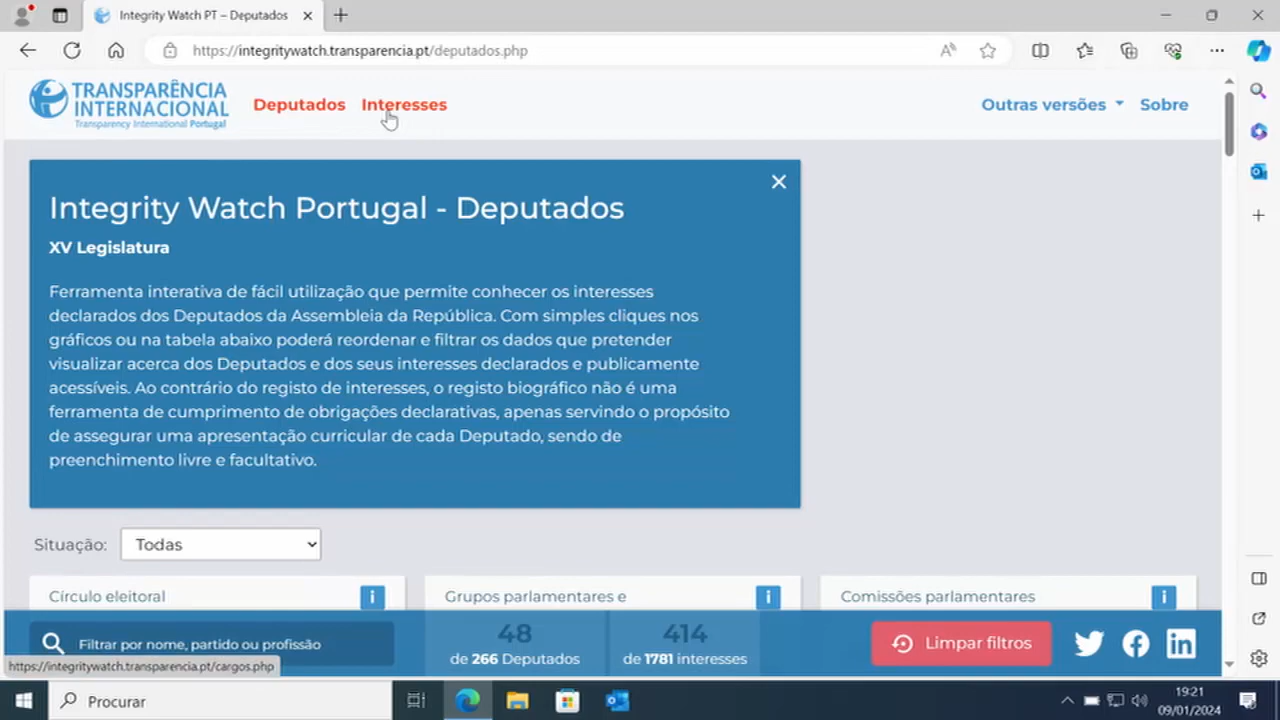 Integrity Watch PT – Deputados
https://integritywatch.transparencia.pt/deputados.php
TRANSPARÊNCIA
INTERNACIONAL
Transparency International Portugal
Deputados
Interesses
Outras versões
Sobre
Integrity Watch Portugal - Deputados
XV Legislatura
Ferramenta interativa de fácil utilização que permite conhecer os interesses
declarados dos Deputados da Assembleia da República. Com simples cliques nos
gráficos ou na tabela abaixo poderá reordenar e filtrar os dados que pretender
visualizar acerca dos Deputados e dos seus interesses declarados e publicamente
acessíveis. Ao contrário do registo de interesses, o registo biográfico não é uma
ferramenta de cumprimento de obrigações declarativas, apenas servindo o propósito
de assegurar uma apresentação curricular de cada Deputado, sendo de
preenchimento livre e facultativo.
Situação:
Todas
Círculo eleitoral
i
Grupos parlamentares e
i
Comissões parlamentares
i
Filtrar por nome, partido ou profissão
48
de 266 Deputados
414
de 1781 interesses
Limpar filtros
https://integritywatch.transparencia.pt/cargos.php
Procurar
19:21
09/01/2024